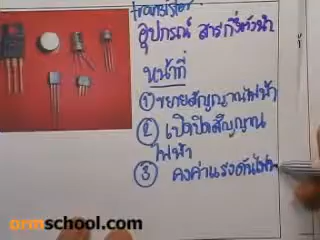 transistor.
อุปกรณ์ สารกึ่งตัวนำ
หน้าที่
① ขยายสัญญาณไฟฟ้า
② เปิดปิดสัญญาณ
ไฟฟ้า
③ คงค่าแรงดันไฟฟ้า
ormschool.com